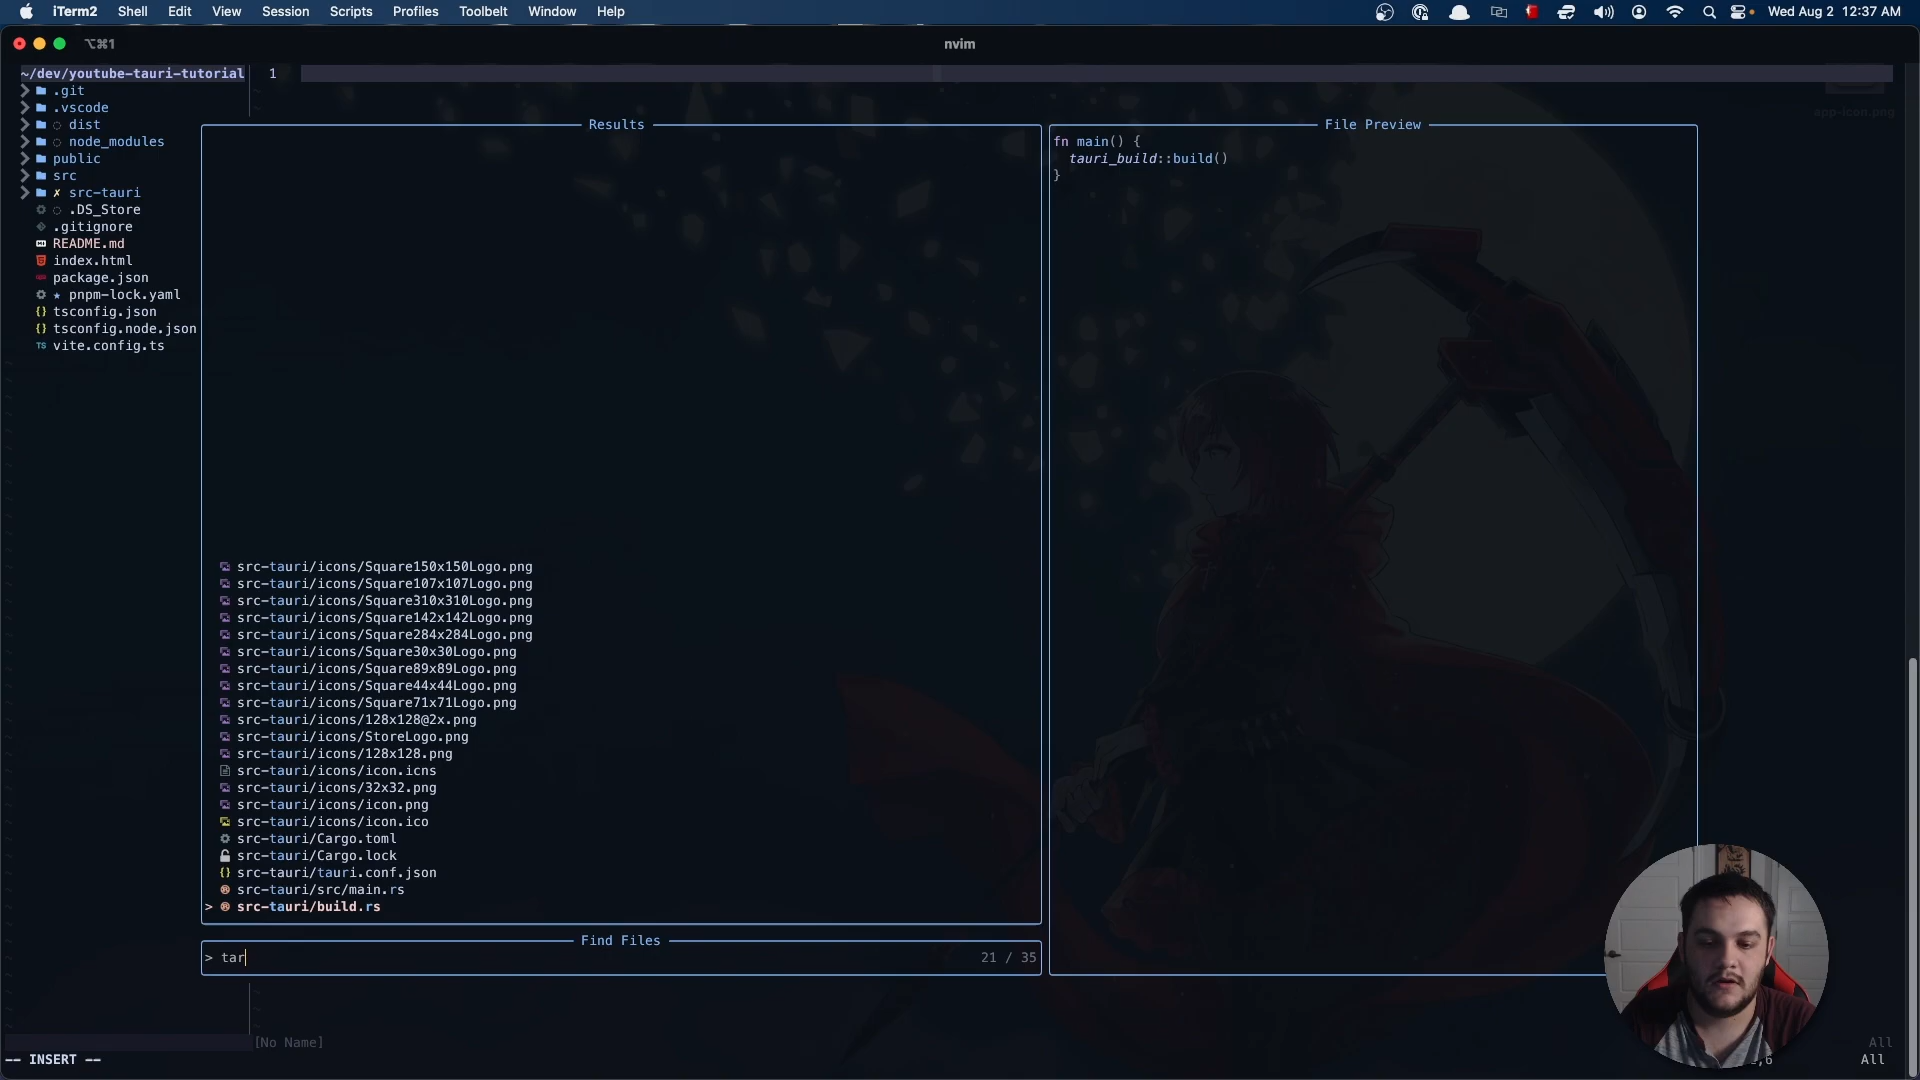 iTerm2 Shell Edit View Session Scripts Profiles Toolbelt Window Help Wed Aug 2 12:37 AM
⌥⌘1 nvim
~/dev/youtube-tauri-tutorial 1
.git
.vscode
app-icon.png
dist
Results
File Preview
node_modules
fn main() {
public
tauri_build::build()
src
}
src-tauri
.DS_Store
.gitignore
README.md
index.html
package.json
pnpm-lock.yaml
tsconfig.json
tsconfig.node.json
vite.config.ts
src-tauri/icons/Square150x150Logo.png
src-tauri/icons/Square107x107Logo.png
src-tauri/icons/Square310x310Logo.png
src-tauri/icons/Square142x142Logo.png
src-tauri/icons/Square284x284Logo.png
src-tauri/icons/Square30x30Logo.png
src-tauri/icons/Square89x89Logo.png
src-tauri/icons/Square44x44Logo.png
src-tauri/icons/Square71x71Logo.png
src-tauri/icons/128x128@2x.png
src-tauri/icons/StoreLogo.png
src-tauri/icons/128x128.png
src-tauri/icons/icon.icns
src-tauri/icons/32x32.png
src-tauri/icons/icon.png
src-tauri/icons/icon.ico
src-tauri/Cargo.toml
src-tauri/Cargo.lock
src-tauri/tauri.conf.json
src-tauri/src/main.rs
> src-tauri/build.rs
Find Files
> tar 21 / 35
[No Name] All
-- INSERT -- All